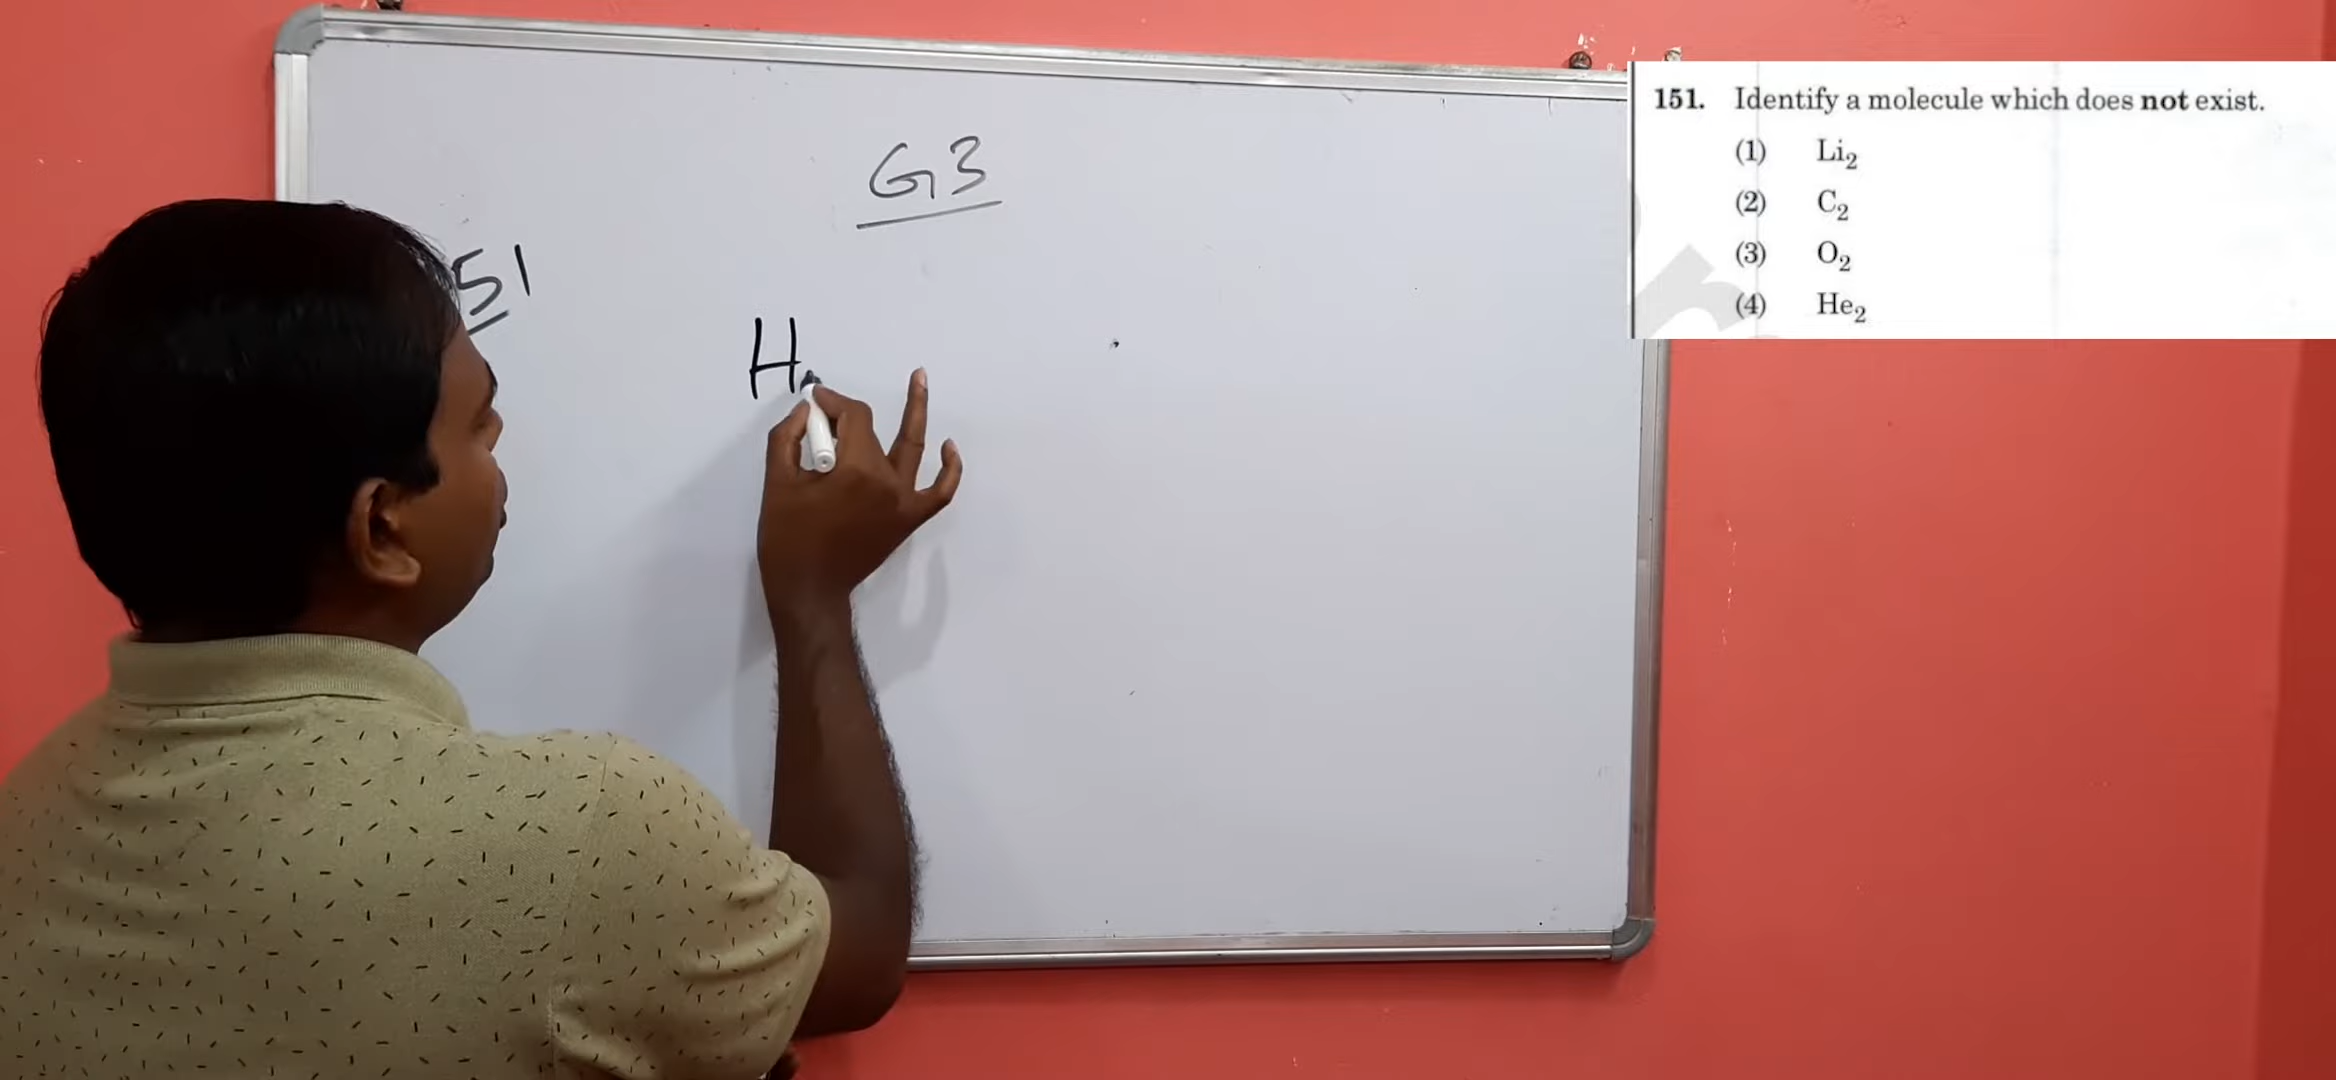 G3
51
H
151. Identify a molecule which does not exist.
(1) Li₂
(2) C₂
(3) O₂
(4) He₂